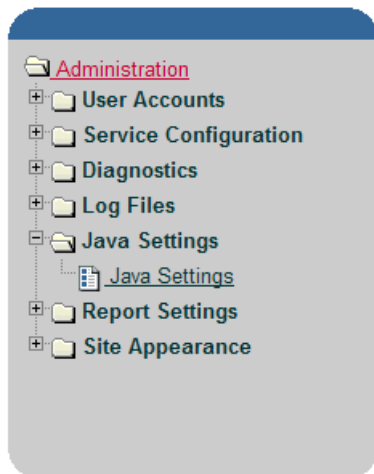 Administration
User Accounts
Service Configuration
Diagnostics
Log Files
Java Settings
Java Settings
Report Settings
Site Appearance